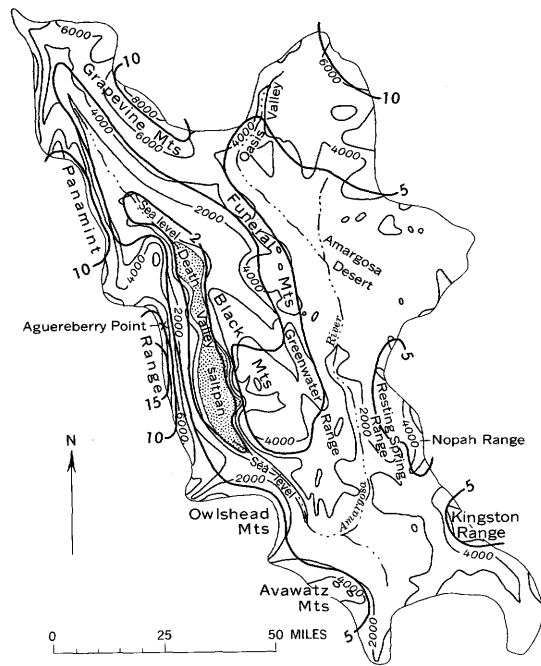 6000
10
Grapevine Mts
4000
8000
6000
6000
10
Oasis Valley
4000
4000
5
Panamint
10
Sea level
2
2000
Funeral
Mts
4000
Amargosa
Desert
4000
Death
Valley
Saltpan
2000
Black
Mts
Aguereberry Point
Greenwater
Range
River
5
Range
15
10
6000
2000
Resting Spring
Range
4000
Nopah Range
4000
N
Sea-level
2000
Owlshead
Mts
Amargosa
5
Kingston
Range
4000
Avawatz
Mts
4000
5
2000
0 25 50 MILES